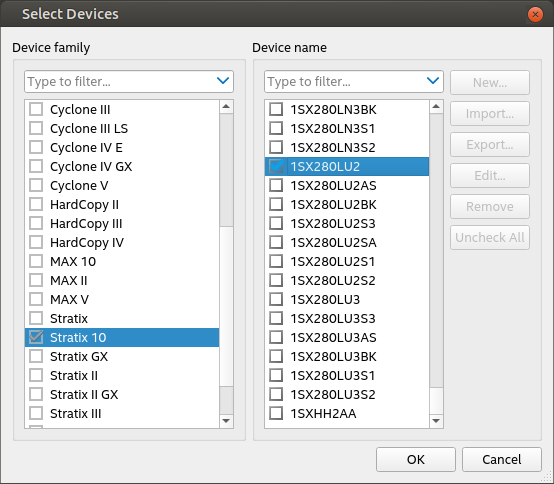 Select Devices
Device family
Device name
Type to filter...
Type to filter...
New...
Import...
Export...
Edit...
Remove
Uncheck All
Cyclone III
Cyclone III LS
Cyclone IV E
Cyclone IV GX
Cyclone V
HardCopy II
HardCopy III
HardCopy IV
MAX 10
MAX II
MAX V
Stratix
Stratix 10
Stratix GX
Stratix II
Stratix II GX
Stratix III
1SX280LN3BK
1SX280LN3S1
1SX280LN3S2
1SX280LU2
1SX280LU2AS
1SX280LU2BK
1SX280LU2S3
1SX280LU2SA
1SX280LU2S1
1SX280LU2S2
1SX280LU3
1SX280LU3S3
1SX280LU3AS
1SX280LU3BK
1SX280LU3S1
1SX280LU3S2
1SXHH2AA
OK
Cancel